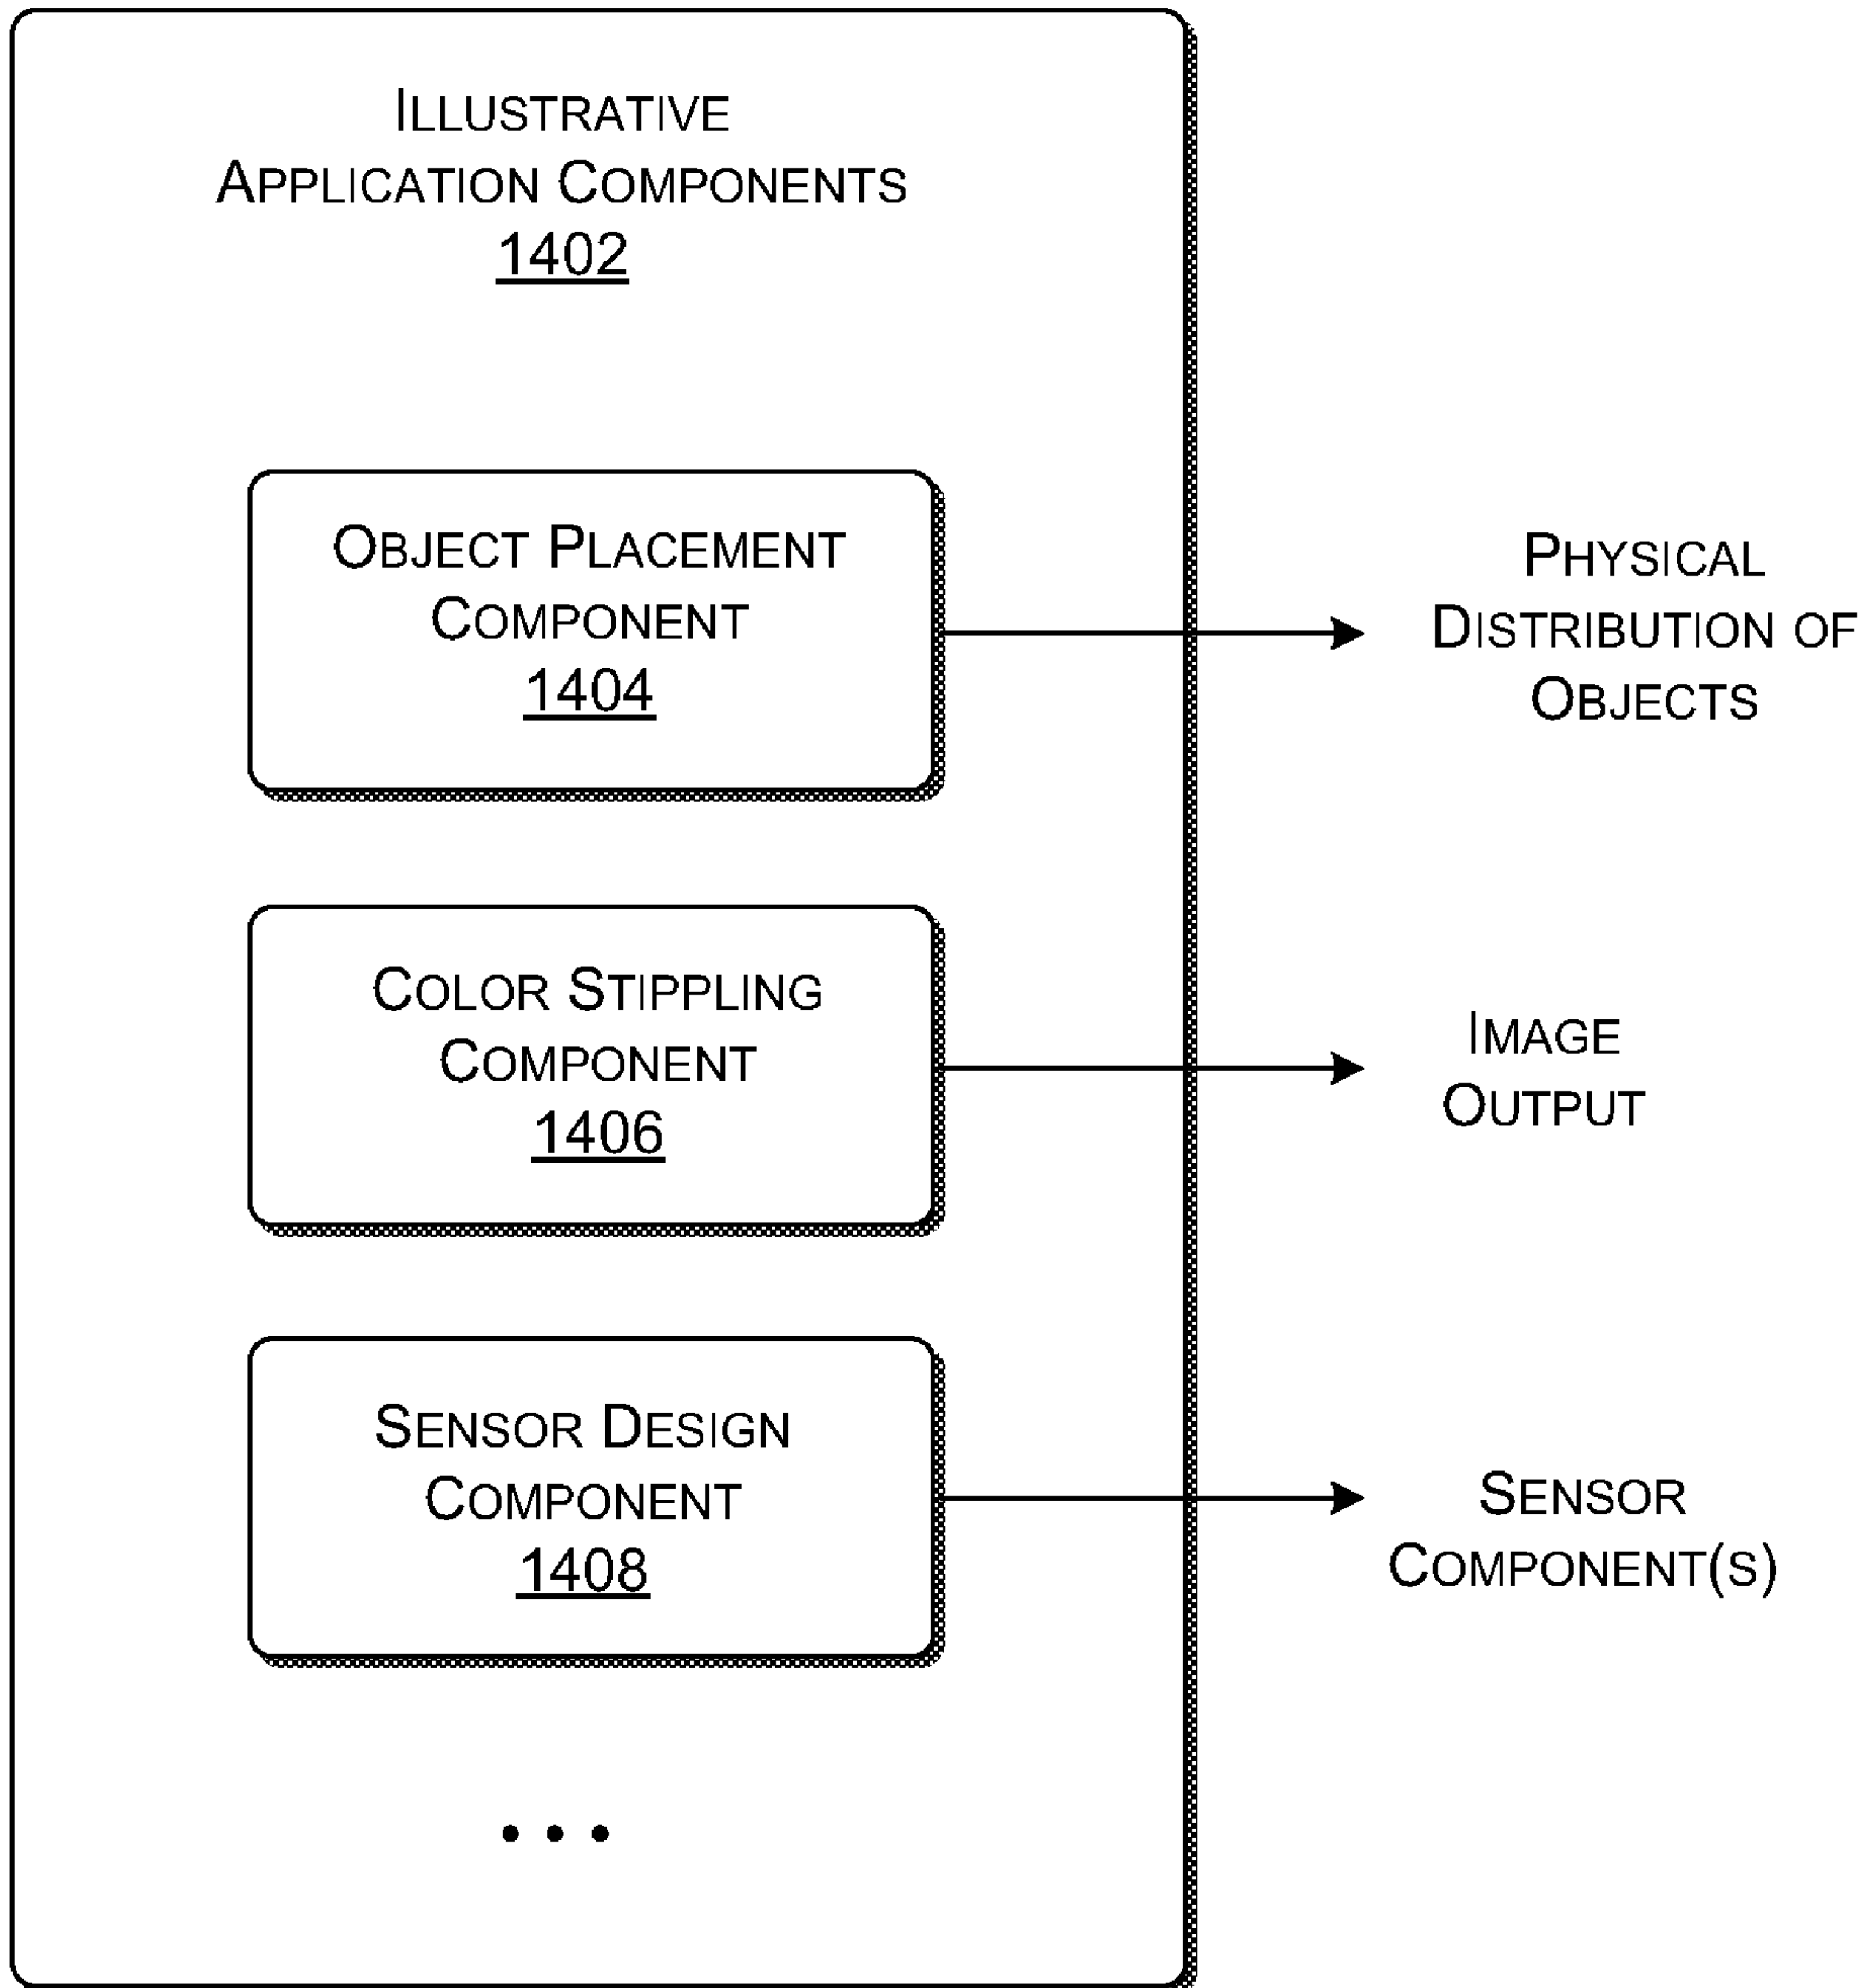 ILLUSTRATIVE
APPLICATION COMPONENTS
1402
OBJECT PLACEMENT
COMPONENT
1404
PHYSICAL
DISTRIBUTION OF
OBJECTS
COLOR STIPPLING
COMPONENT
1406
IMAGE
OUTPUT
SENSOR DESIGN
COMPONENT
1408
SENSOR
COMPONENT(S)
...